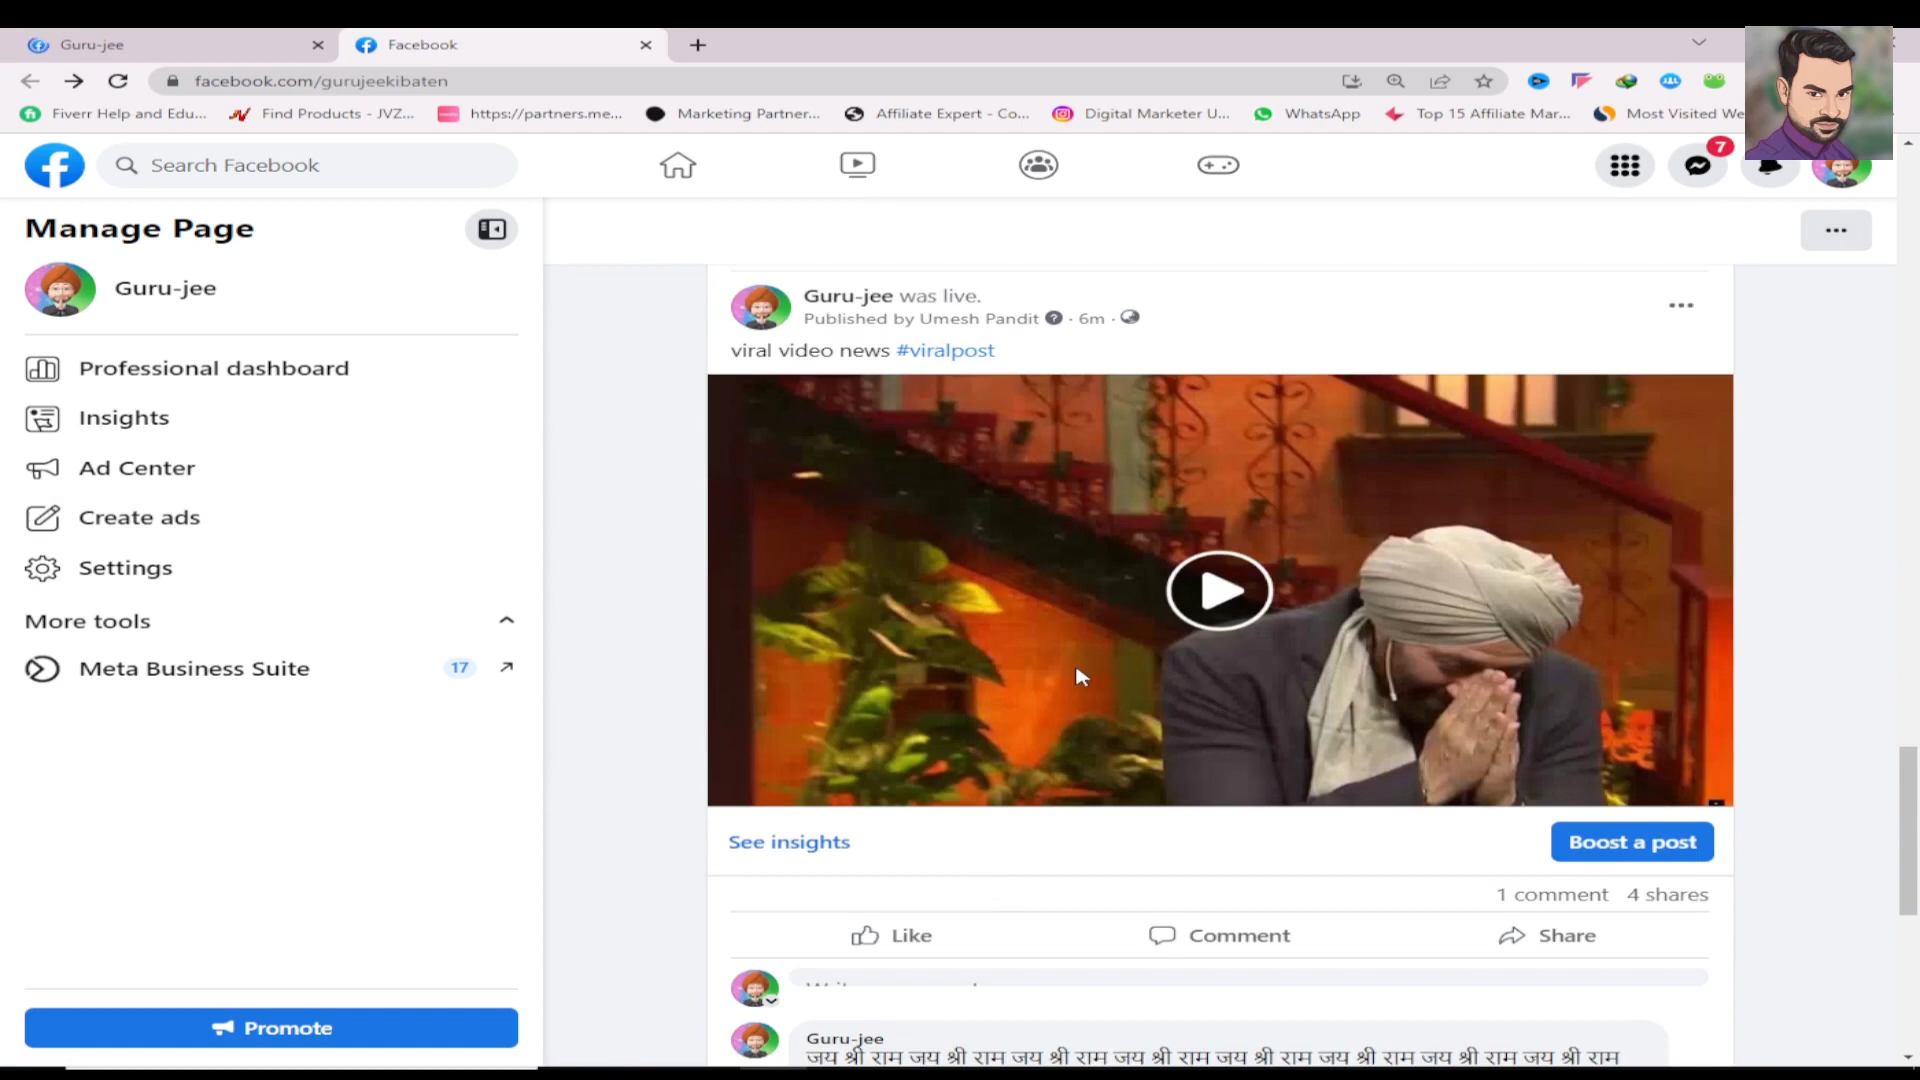 Guru-jee
Facebook
facebook.com/gurujeekibaten
Fiverr Help and Edu...
Find Products - JVZ...
https://partners.me...
Marketing Partner...
Affiliate Expert - Co...
Digital Marketer U...
WhatsApp
Top 15 Affiliate Mar...
Most Visited We
Search Facebook
7
Manage Page
Guru-jee
Professional dashboard
Insights
Ad Center
Create ads
Settings
More tools
Meta Business Suite
17
Promote
Guru-jee was live.
Published by Umesh Pandit · 6m ·
viral video news #viralpost
See insights
Boost a post
1 comment 4 shares
Like
Comment
Share
Guru-jee
जय श्री राम जय श्री राम जय श्री राम जय श्री राम जय श्री राम जय श्री राम जय श्री राम जय श्री राम